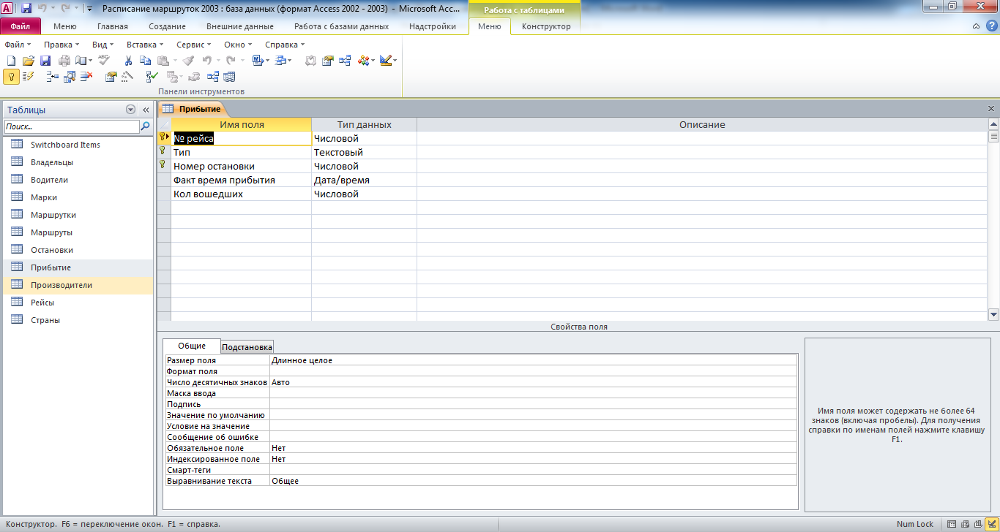 Расписание маршруток 2003 : база данных (формат Access 2002 - 2003) - Microsoft Acc...
Работа с таблицами
Файл Меню Главная Создание Внешние данные Работа с базами данных Надстройки Меню Конструктор
Файл Правка Вид Вставка Сервис Окно Справка
Панели инструментов
Таблицы
Поиск...
Switchboard Items
Владельцы
Водители
Марки
Маршрутки
Маршруты
Остановки
Прибытие
Производители
Рейсы
Страны
Прибытие
Имя поля Тип данных Описание
№ рейса Числовой
Тип Текстовый
Номер остановки Числовой
Факт время прибытия Дата/время
Кол вошедших Числовой
Свойства поля
Общие Подстановка
Размер поля Длинное целое
Формат поля
Число десятичных знаков Авто
Маска ввода
Подпись
Значение по умолчанию
Условие на значение
Сообщение об ошибке
Обязательное поле Нет
Индексированное поле Нет
Смарт-теги
Выравнивание текста Общее
Имя поля может содержать не более 64
знаков (включая пробелы). Для получения
справки по именам полей нажмите клавишу
F1.
Конструктор. F6 = переключение окон. F1 = справка.
Num Lock